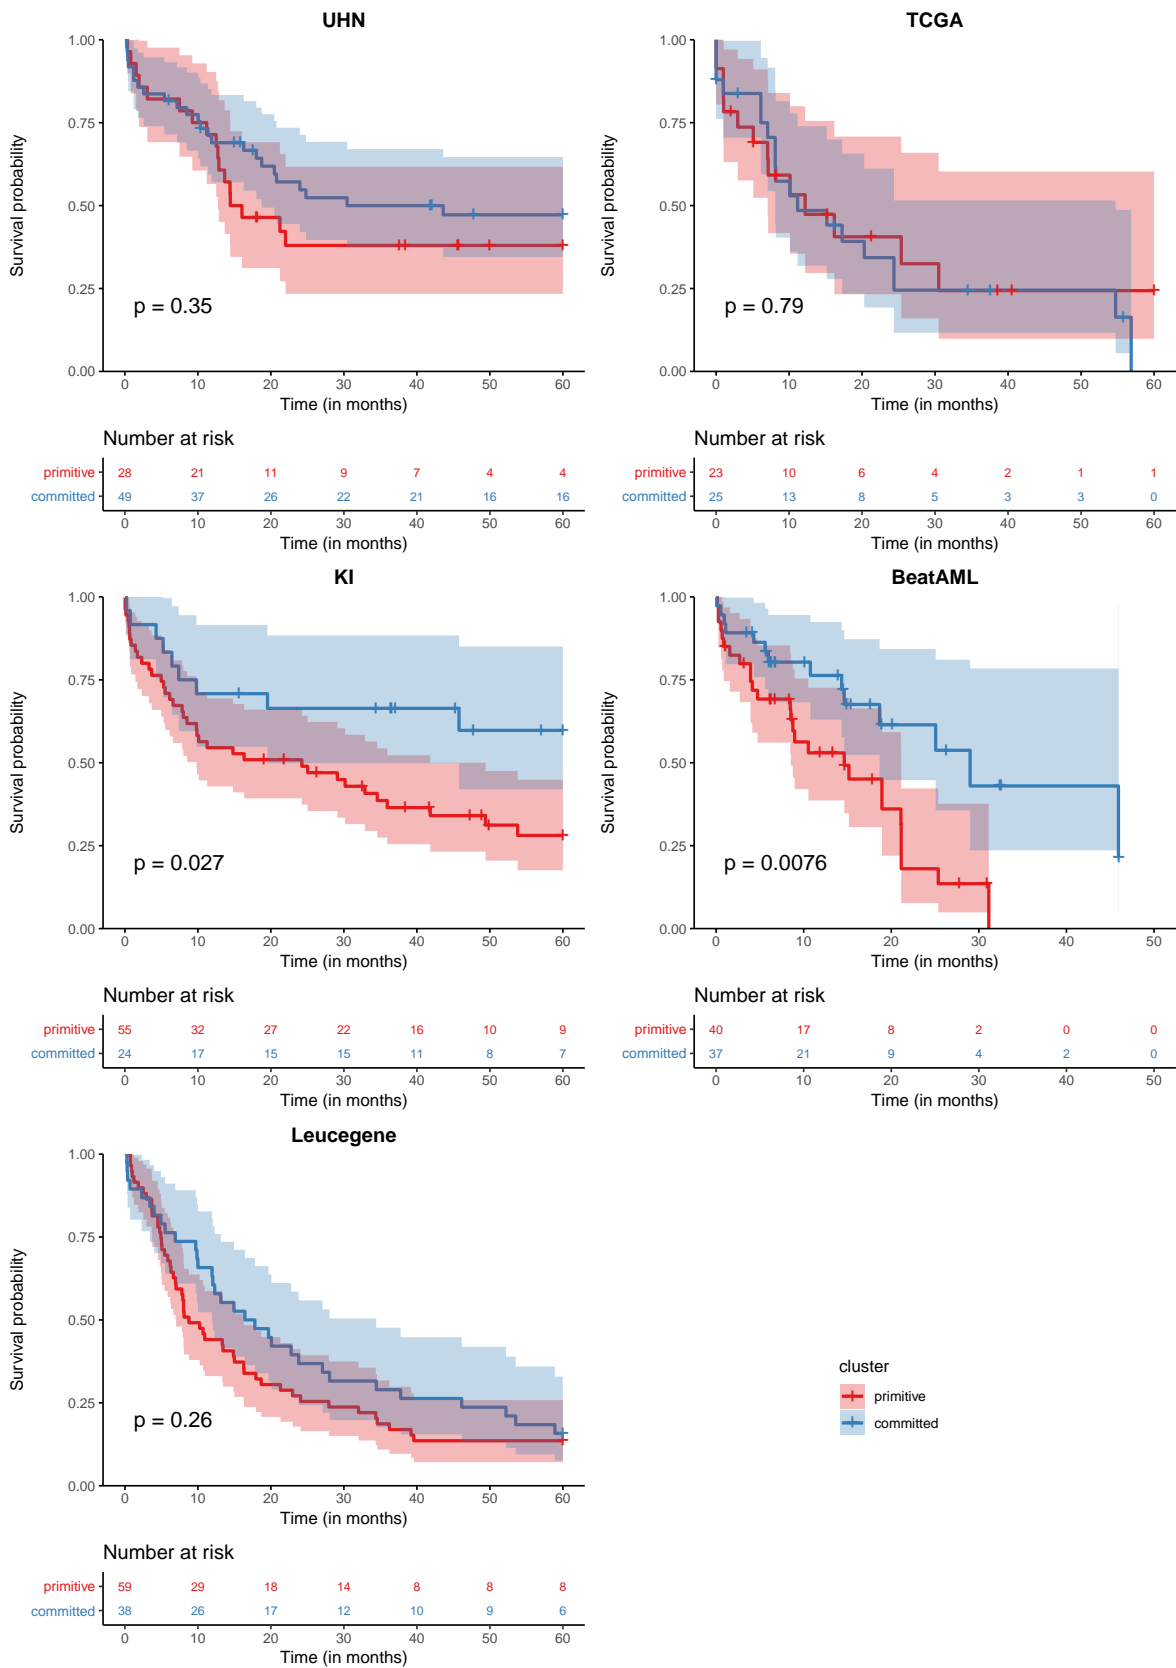 UHN
1.00
0.75
0.50
0.25
0.00
Survival probability
p = 0.35
0 10 20 30 40 50 60
Time (in months)
Number at risk
primitive 28 21 11 9 7 4 4
committed 49 37 26 22 21 16 16
0 10 20 30 40 50 60
Time (in months)
TCGA
1.00
0.75
0.50
0.25
0.00
Survival probability
p = 0.79
0 10 20 30 40 50 60
Time (in months)
Number at risk
primitive 23 10 6 4 2 1 1
committed 25 13 8 5 3 3 0
0 10 20 30 40 50 60
Time (in months)
KI
1.00
0.75
0.50
0.25
0.00
Survival probability
p = 0.027
0 10 20 30 40 50 60
Time (in months)
Number at risk
primitive 55 32 27 22 16 10 9
committed 24 17 15 15 11 8 7
0 10 20 30 40 50 60
Time (in months)
BeatAML
1.00
0.75
0.50
0.25
0.00
Survival probability
p = 0.0076
0 10 20 30 40 50
Time (in months)
Number at risk
primitive 40 17 8 2 0 0
committed 37 21 9 4 2 0
0 10 20 30 40 50
Time (in months)
Leucegene
1.00
0.75
0.50
0.25
0.00
Survival probability
p = 0.26
0 10 20 30 40 50 60
Time (in months)
Number at risk
primitive 59 29 18 14 8 8 8
committed 38 26 17 12 10 9 6
0 10 20 30 40 50 60
Time (in months)
cluster
primitive
committed